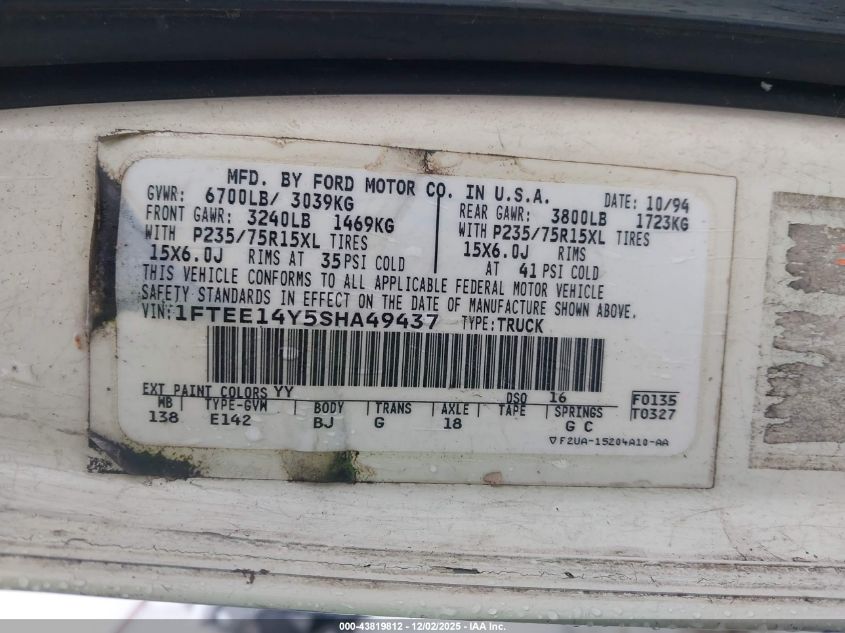 MFD. BY FORD MOTOR CO. IN U.S.A.
GVWR: 6700LB/ 3039KG DATE: 10/94
FRONT GAWR: 3240LB 1469KG REAR GAWR: 3800LB 1723KG
WITH P235/75R15XL TIRES WITH P235/75R15XL TIRES
15X6.0J RIMS AT 35 PSI COLD 15X6.0J RIMS
AT 41 PSI COLD
THIS VEHICLE CONFORMS TO ALL APPLICABLE FEDERAL MOTOR VEHICLE
SAFETY STANDARDS IN EFFECT ON THE DATE OF MANUFACTURE SHOWN ABOVE.
VIN: 1FTEE14Y5SHA49437 TYPE: TRUCK
EXT PAINT COLORS YY DSO 16 F0135
WB TYPE-GVW BODY TRANS AXLE TAPE SPRINGS T0327
138 E142 BJ G 18 G C
F2UA-15204A10-AA
000-43819812 - 12/02/2025 - IAA, Inc.